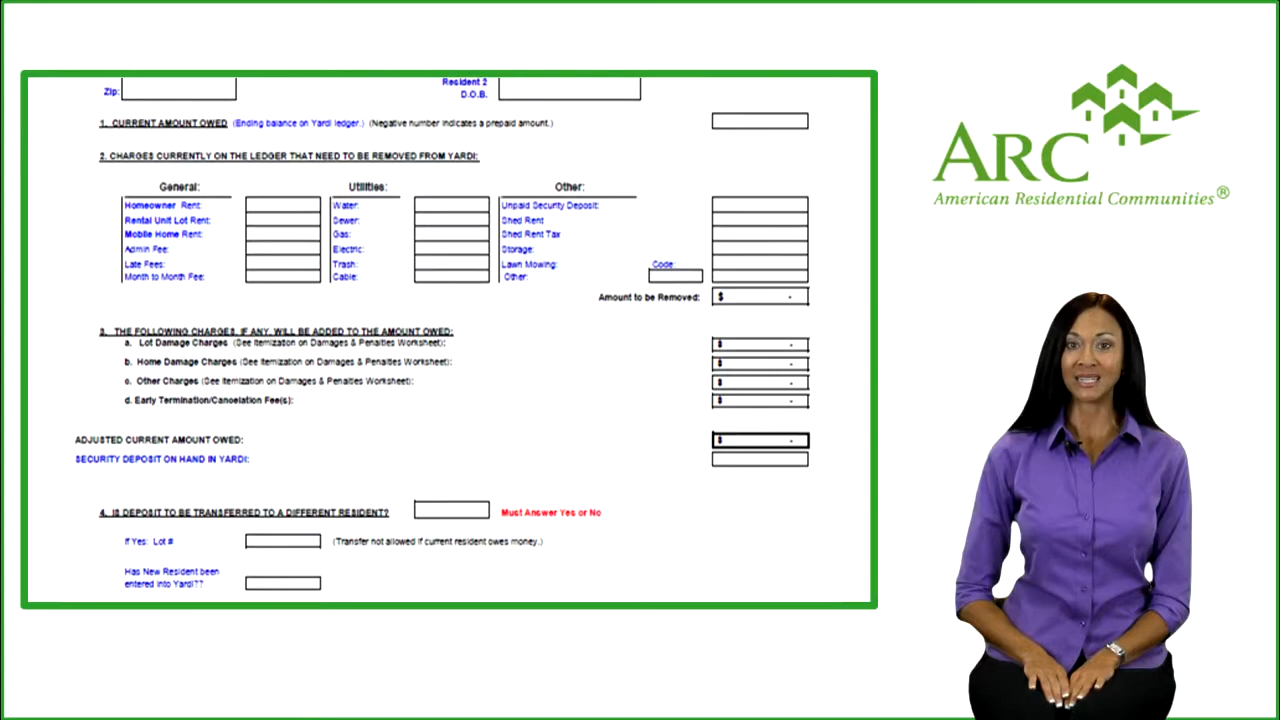 Zip:
Resident 2
D.O.B.
1. CURRENT AMOUNT OWED (Ending balance on Yardi ledger.) (Negative number indicates a prepaid amount.)
2. CHARGES CURRENTLY ON THE LEDGER THAT NEED TO BE REMOVED FROM YARDI:
General: Utilities: Other:
Homeowner Rent: Water: Unpaid Security Deposit:
Rental Unit Lot Rent: Sewer: Shed Rent
Mobile Home Rent: Gas: Shed Rent Tax
Admin Fee: Electric: Storage:
Late Fees: Trash: Lawn Mowing: Code:
Month to Month Fee: Cable: Other:
Amount to be Removed: $ -
3. THE FOLLOWING CHARGES, IF ANY, WILL BE ADDED TO THE AMOUNT OWED:
a. Lot Damage Charges (See Itemization on Damages & Penalties Worksheet): $ -
b. Home Damage Charges (See Itemization on Damages & Penalties Worksheet): $ -
c. Other Charges (See Itemization on Damages & Penalties Worksheet): $ -
d. Early Termination/Cancelation Fee(s): $ -
ADJUSTED CURRENT AMOUNT OWED: $ -
SECURITY DEPOSIT ON HAND IN YARDI:
4. IS DEPOSIT TO BE TRANSFERRED TO A DIFFERENT RESIDENT? Must Answer Yes or No
If Yes: Lot # (Transfer not allowed if current resident owes money.)
Has New Resident been
entered into Yardi??
ARC
American Residential Communities®